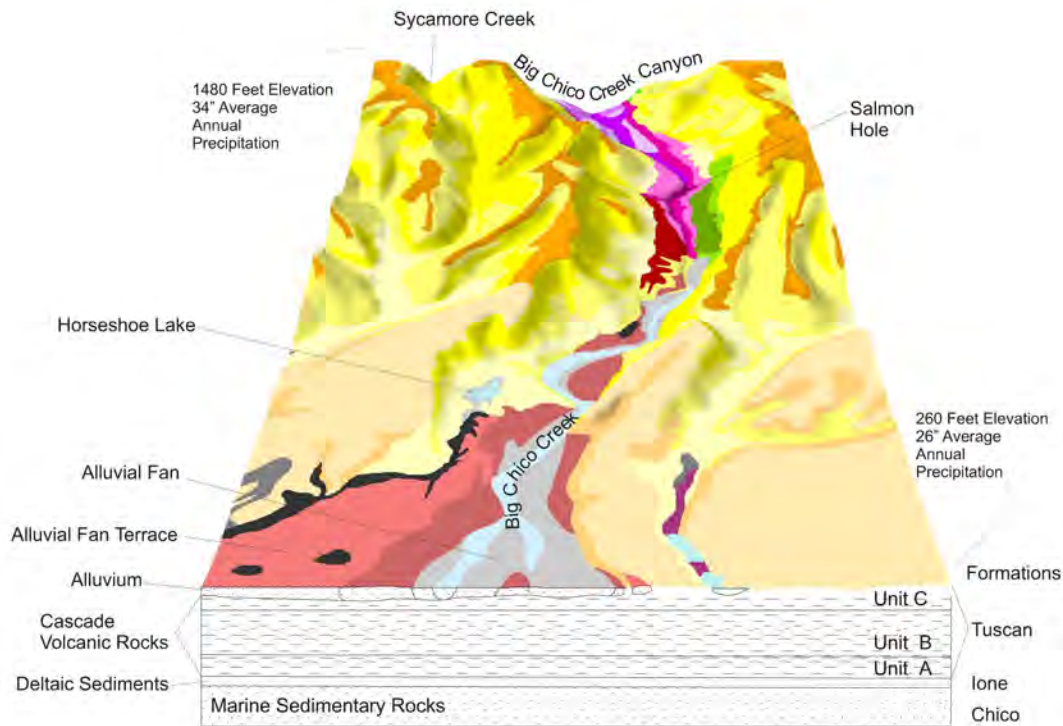 Sycamore Creek
Big Chico Creek Canyon
1480 Feet Elevation
34" Average
Annual
Precipitation
Salmon
Hole
Horseshoe Lake
260 Feet Elevation
26" Average
Annual
Precipitation
Big Chico Creek
Alluvial Fan
Alluvial Fan Terrace
Alluvium
Formations
Unit C
Cascade
Volcanic Rocks
Tuscan
Unit B
Unit A
Deltaic Sediments
Ione
Marine Sedimentary Rocks
Chico